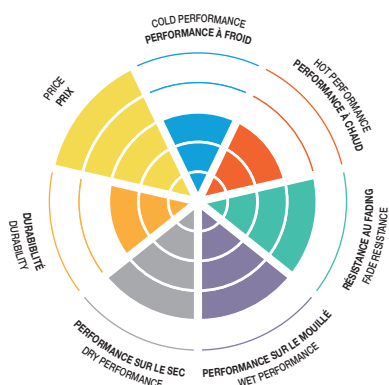 COLD PERFORMANCE
PERFORMANCE À FROID
HOT PERFORMANCE
PERFORMANCE À CHAUD
RÉSISTANCE AU FADING
FADE RESISTANCE
PERFORMANCE SUR LE MOUILLÉ
WET PERFORMANCE
PERFORMANCE SUR LE SEC
DRY PERFORMANCE
DURABIBLITÉ
DURABILITY
PRICE
PRIX